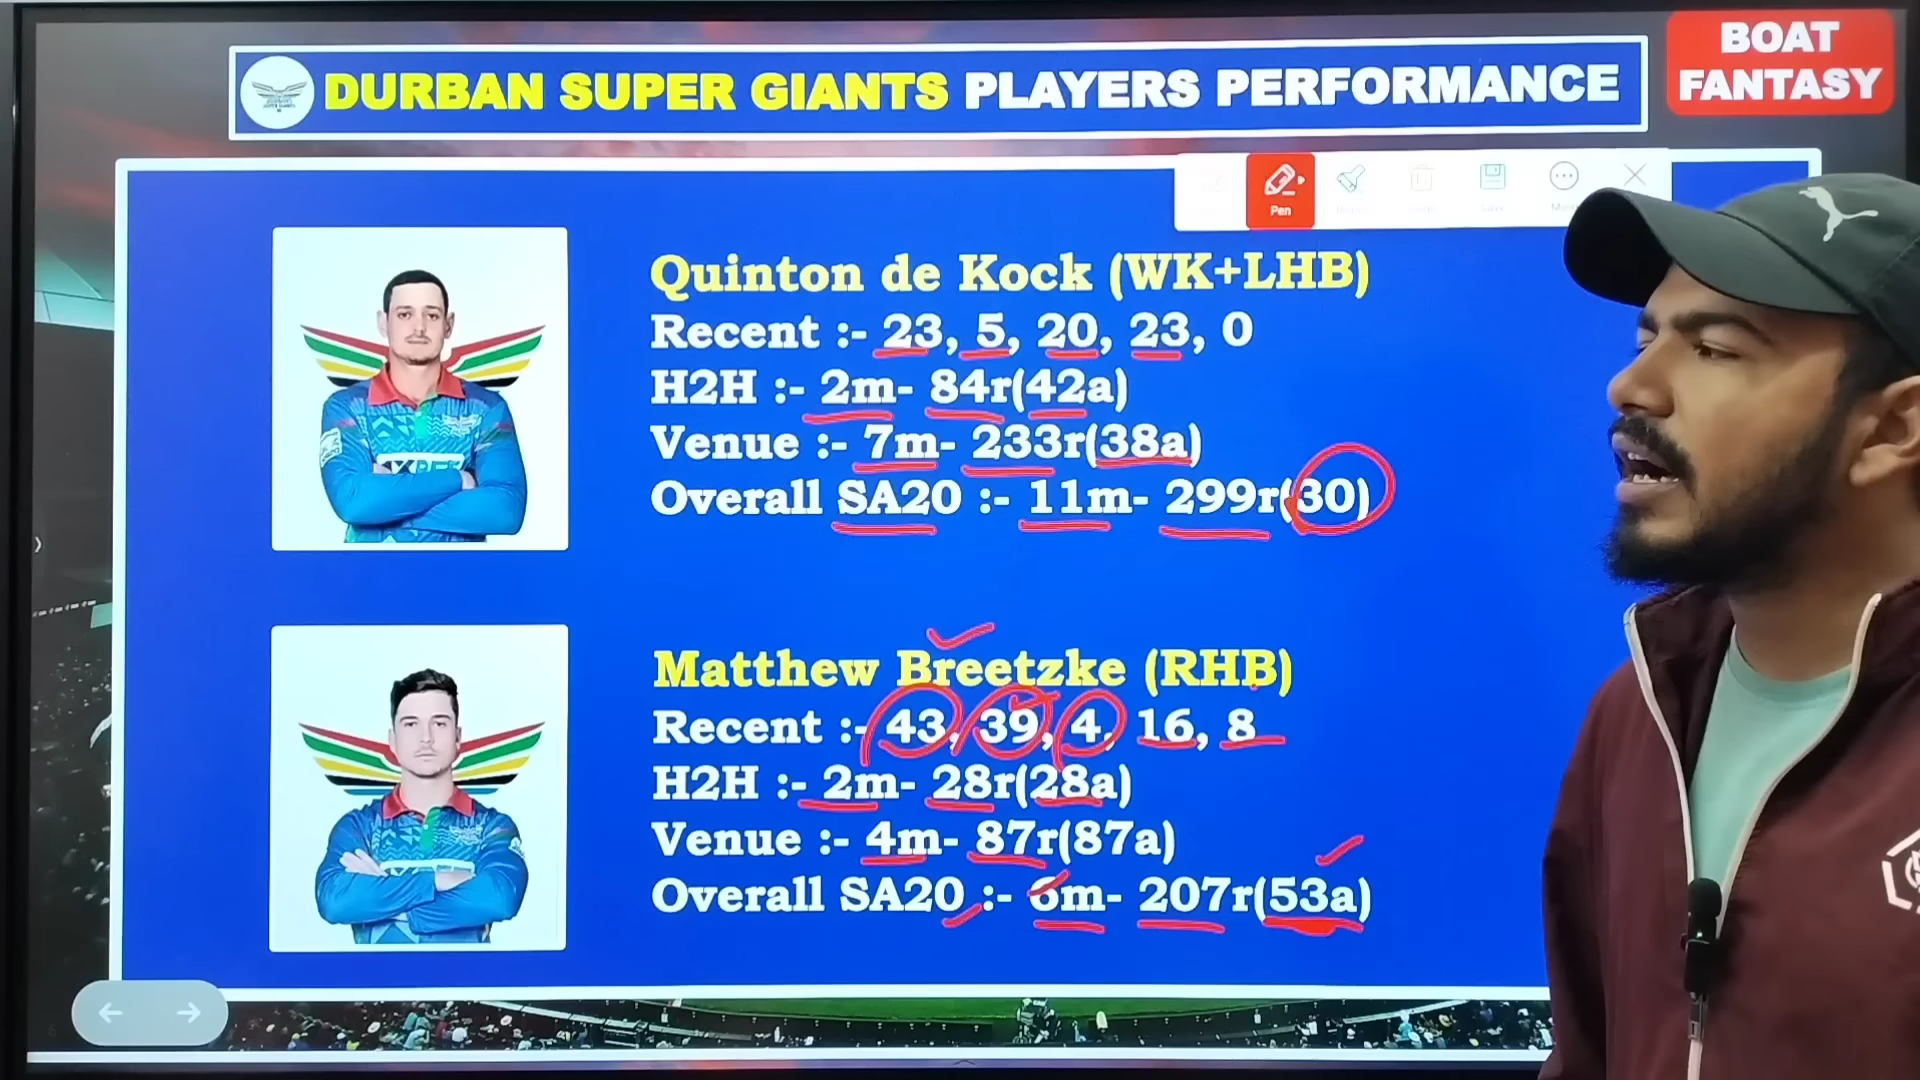 BOAT
FANTASY
DURBAN SUPER GIANTS PLAYERS PERFORMANCE
Pen
Quinton de Kock (WK+LHB)
Recent :- 23, 5, 20, 23, 0
H2H :- 2m- 84r(42a)
Venue :- 7m- 233r(38a)
Overall SA20 :- 11m- 299r(30)
Matthew Breetzke (RHB)
Recent :- 43, 39, 4, 16, 8
H2H :- 2m- 28r(28a)
Venue :- 4m- 87r(87a)
Overall SA20 :- 6m- 207r(53a)